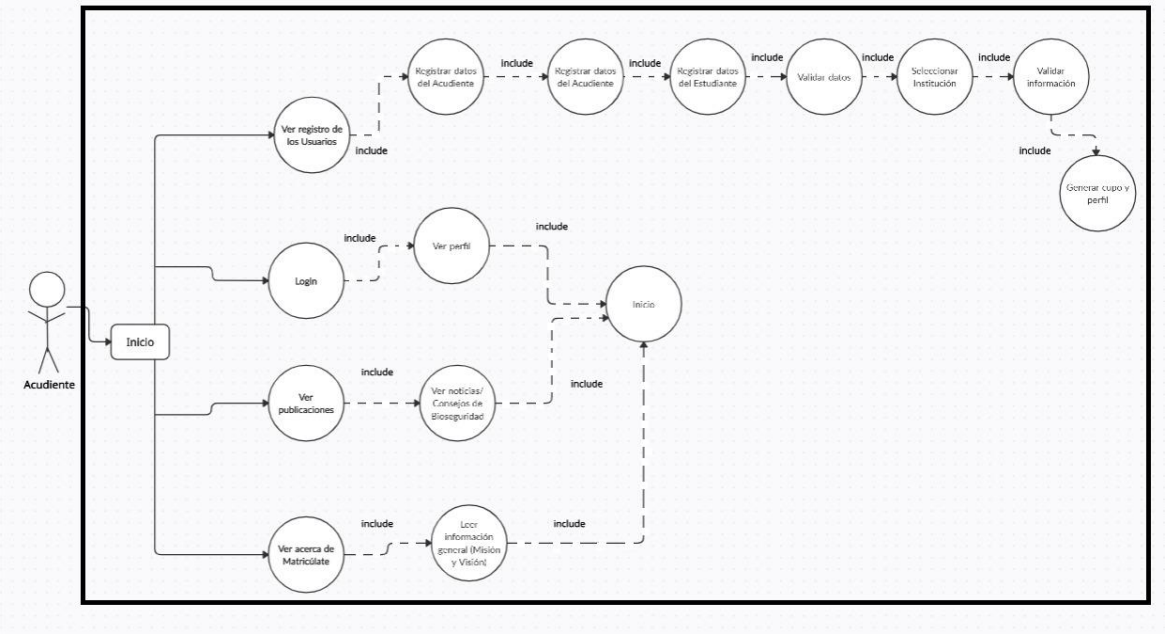 include
include
include
include
include
Registrar datos
del Acudiente
Registrar datos
del Acudiente
Registrar datos
del Estudiante
Validar datos
Seleccionar
Institución
Validar
información
Ver registro de
los Usuarios
include
include
Generar cupo y
perfil
include
include
Ver perfil
Login
Inicio
Inicio
Acudiente
include
include
Ver
publicaciones
Ver noticias/
Consejos de
Bioseguridad
include
include
Ver acerca de
Matricúlate
Leer
información
general (Misión
y Visión)